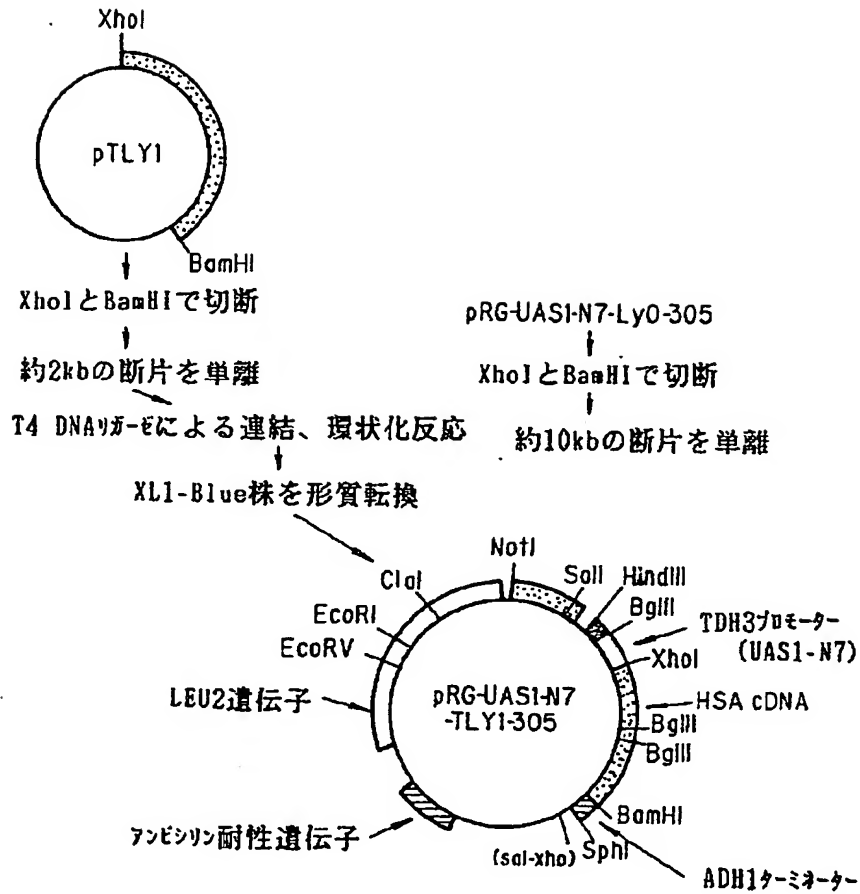 XhoI
pTLY1
BamHI
XhoIとBamHIで切断
約2kbの断片を単離
pRG-UAS1-N7-LyO-305
XhoIとBamHIで切断
約10kbの断片を単離
T4 DNAリガーゼによる連結、環状化反応
XL1-Blue株を形質転換
NotI
ClaI
SalI
HindIII
EcoRI
BglII
TDH3プロモーター
(UAS1-N7)
EcoRV
XhoI
LEU2遺伝子
pRG-UAS1-N7
-TLY1-305
HSA cDNA
BglII
BglII
BamHI
アンピシリン耐性遺伝子
(sal-xho)
SphI
ADH1ターミネーター